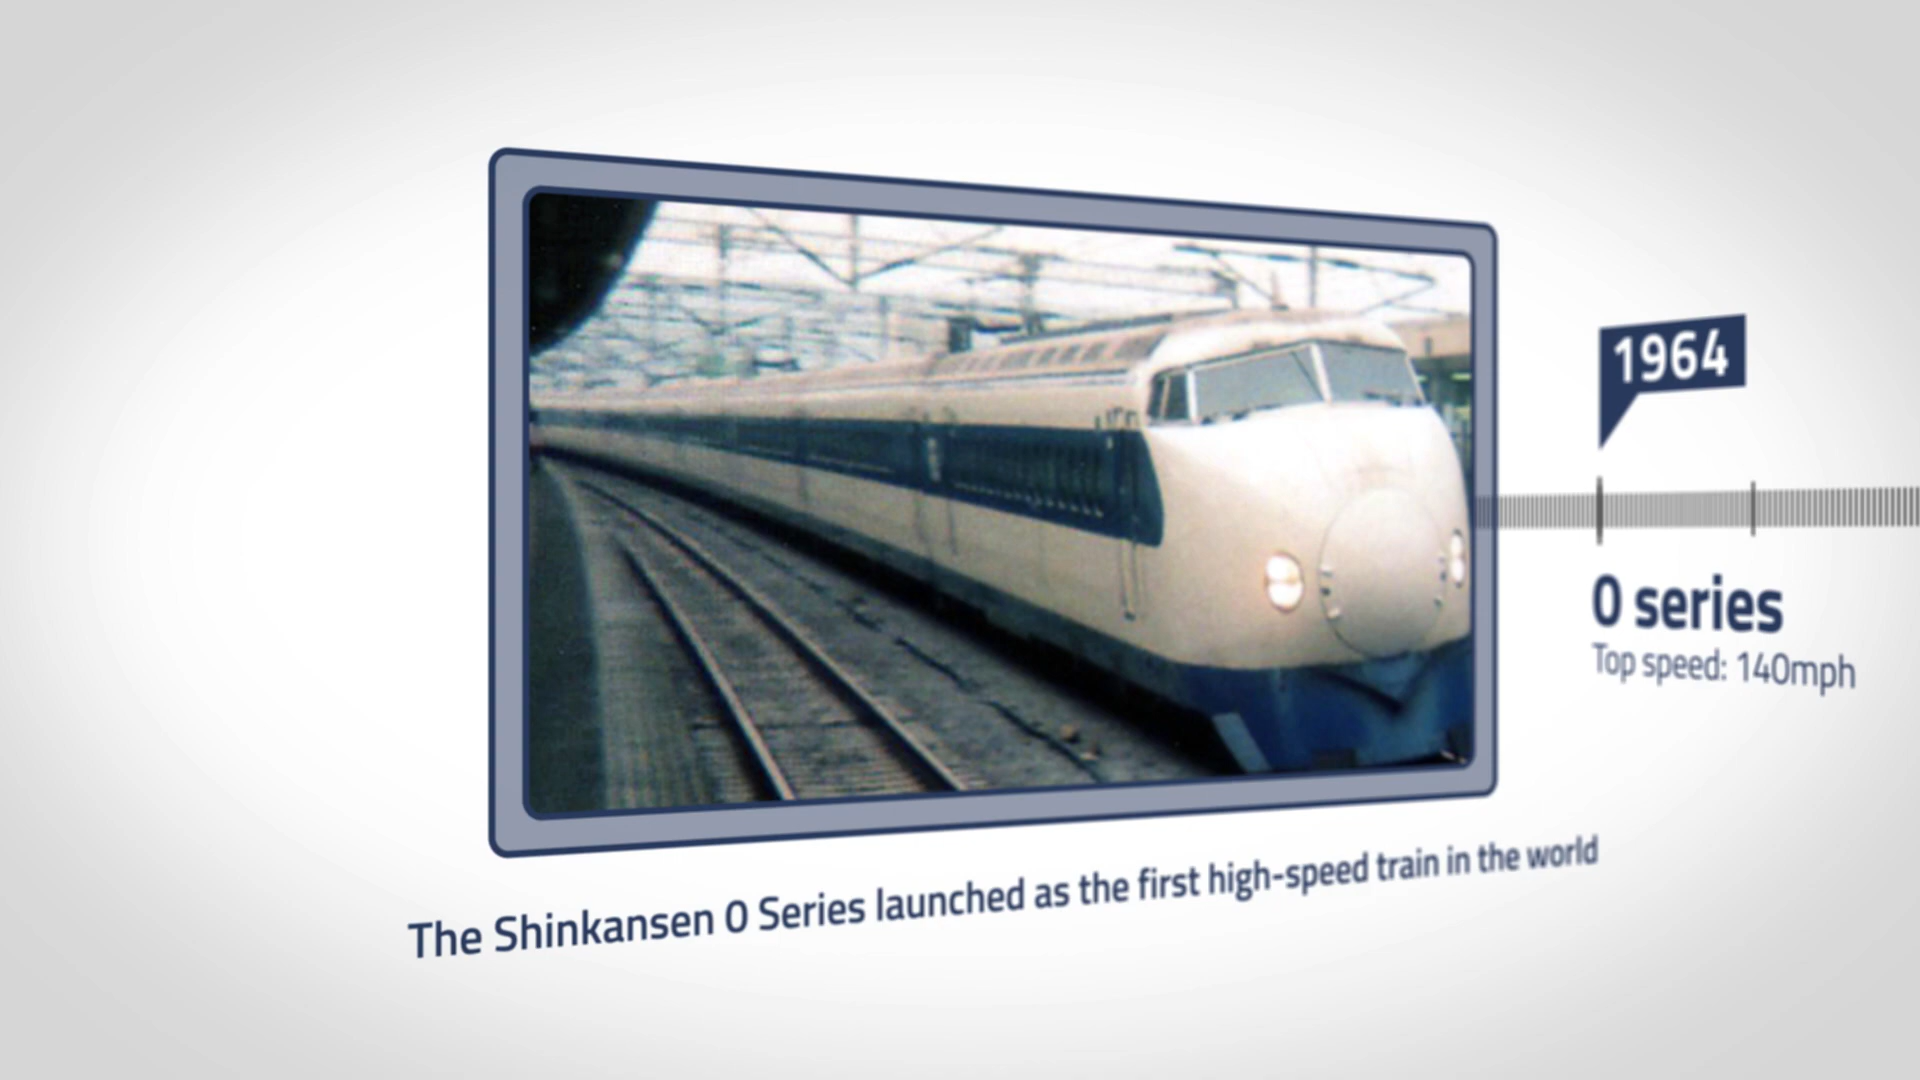 1964
0 series
Top speed: 140mph
The Shinkansen 0 Series launched as the first high-speed train in the world